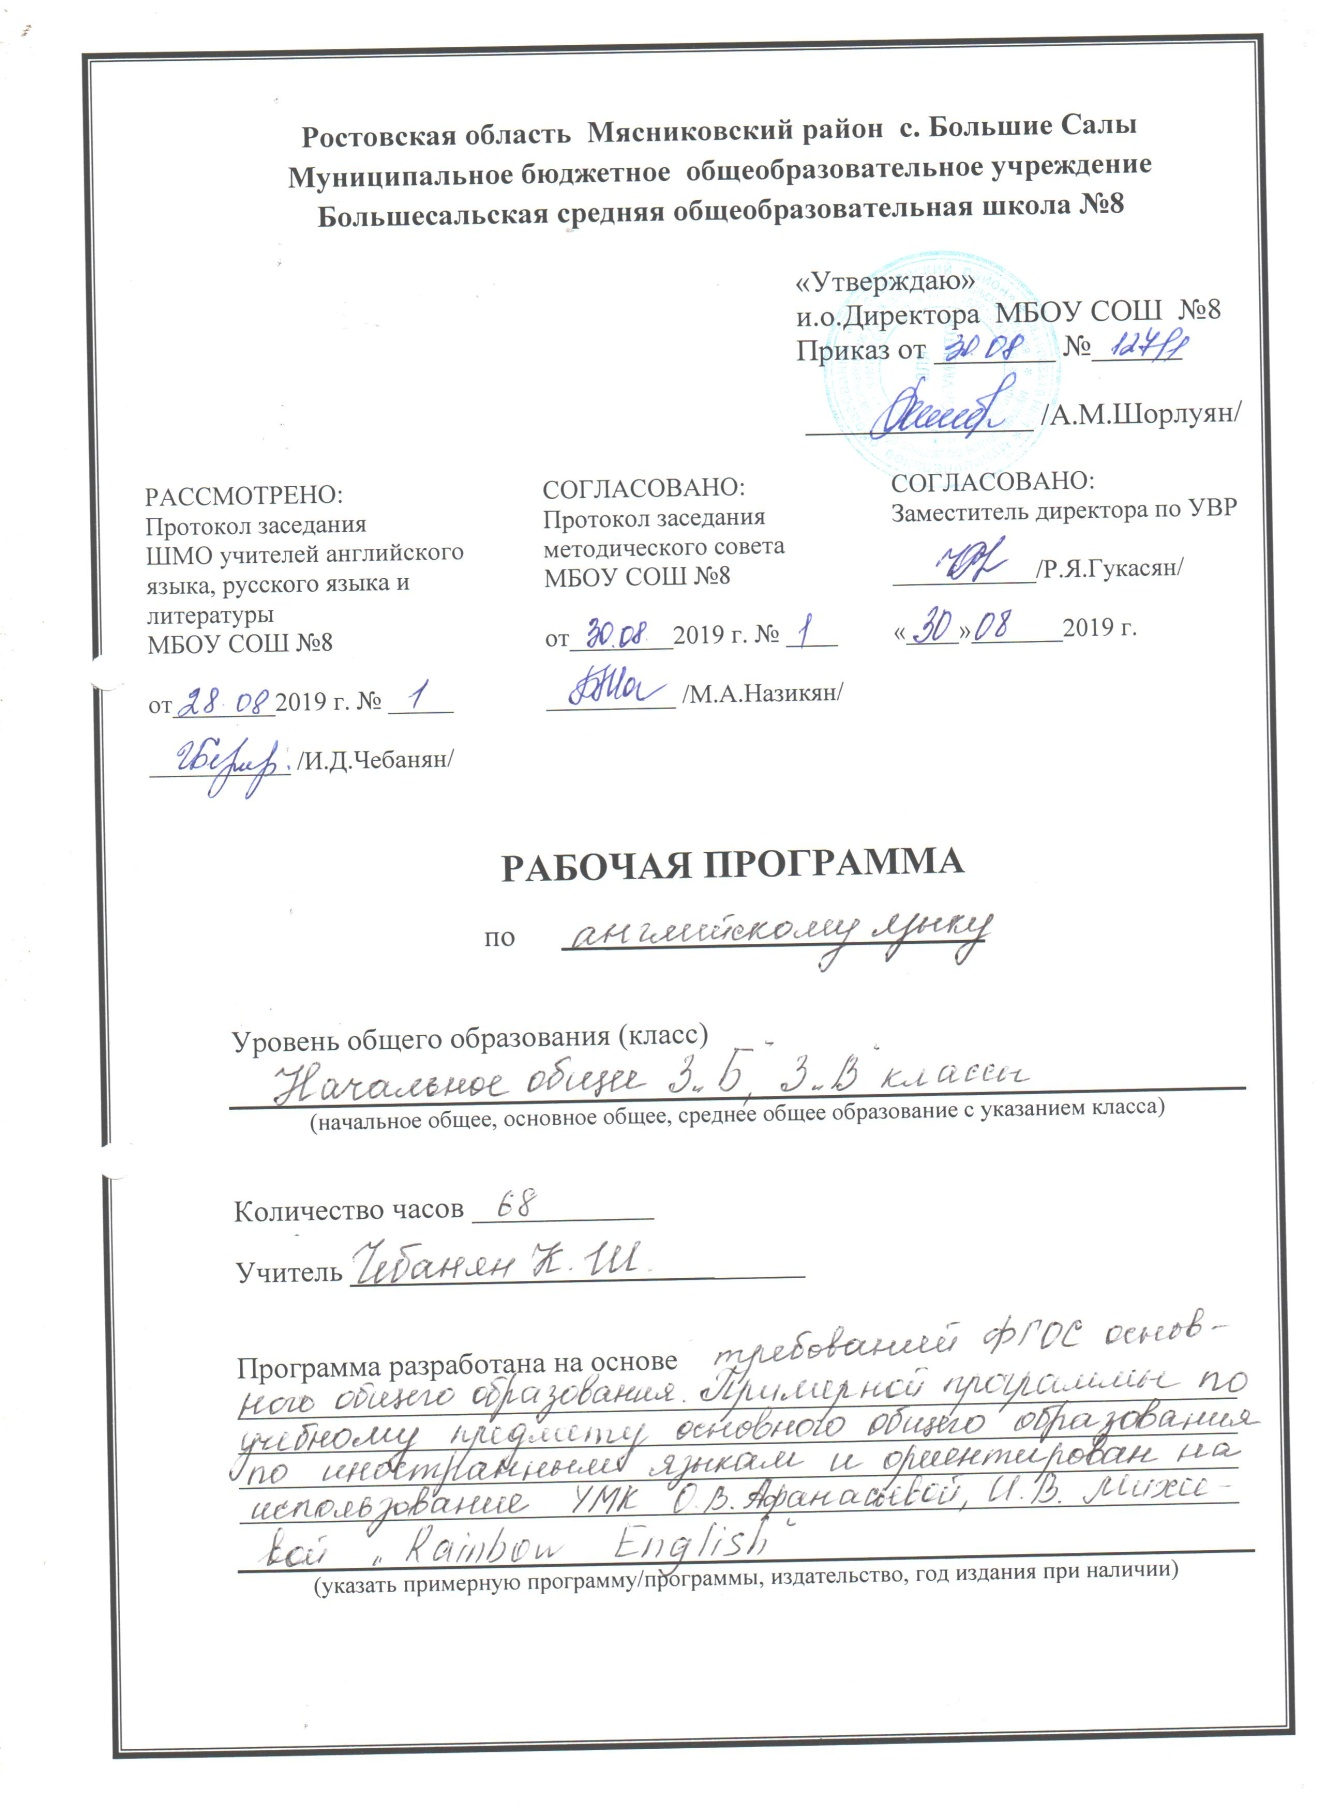 Ростовская область Мясниковский район с. Большие Салы
Муниципальное бюджетное общеобразовательное учреждение
Большесальская средняя общеобразовательная школа №8
«Утверждаю»
и.о.Директора МБОУ СОШ №8
Приказ от 30.08 №
/А.М.Шорлуян/
РАССМОТРЕНО:
Протокол заседания
ШМО учителей английского
языка, русского языка и
литературы
МБОУ СОШ №8
от 28.08 2019 г. № 1
/И.Д.Чебанян/
СОГЛАСОВАНО:
Протокол заседания
методического совета
МБОУ СОШ №8
от 30.08 2019 г. № 1
/М.А.Назикян/
СОГЛАСОВАНО:
Заместитель директора по УВР
/Р.Я.Гукасян/
«30» 08 2019 г.
РАБОЧАЯ ПРОГРАММА
по английскому языку
Уровень общего образования (класс)
Начальное общее 3„Б", 3„В" классы
(начальное общее, основное общее, среднее общее образование с указанием класса)
Количество часов 68
Учитель Чебанян К.Ш.
Программа разработана на основе требований ФГОС основ-
ного общего образования. Примерной программы по
учебному предмету основного общего образования
по иностранным языкам и ориентирован на
использование УМК О.В.Афанасьевой, И.В. Михее-
вой „Rainbow English"
(указать примерную программу/программы, издательство, год издания при наличии)